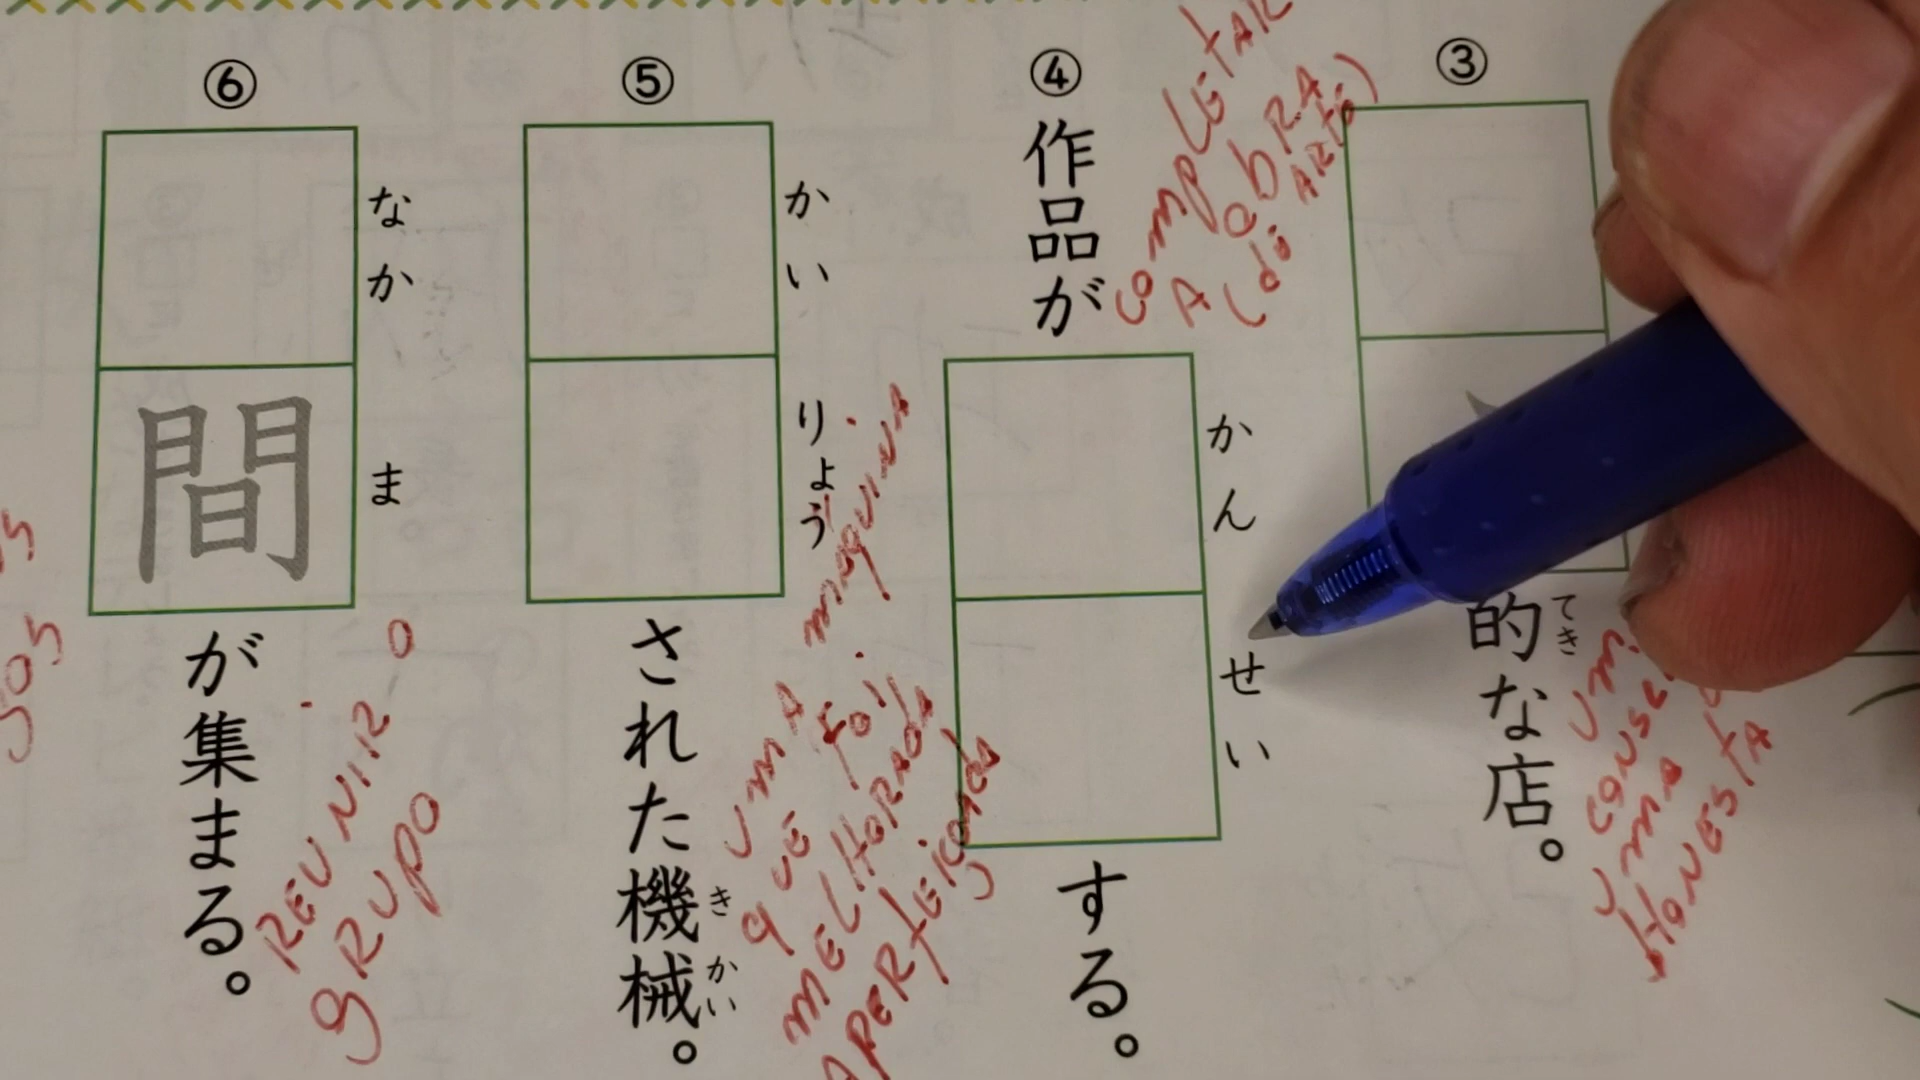 ③
的な店。
てき
④
作品が
する。
かん
せい
completar
A obRA
(de ARte)
⑤
された機械。
かい
りょう
きかい
umA maquina
que foi
melhorada
APERfeiçoada
⑥
間が集まる。
なか
ま
REUNIR o
gRupo
umA
HonestA